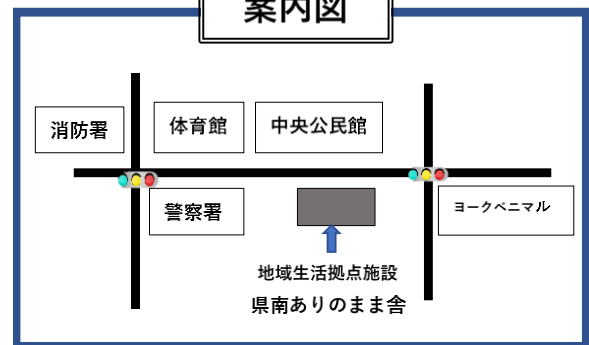 案内図
消防署
体育館
中央公民館
警察署
ヨークベニマル
地域生活拠点施設
県南ありのまま舎